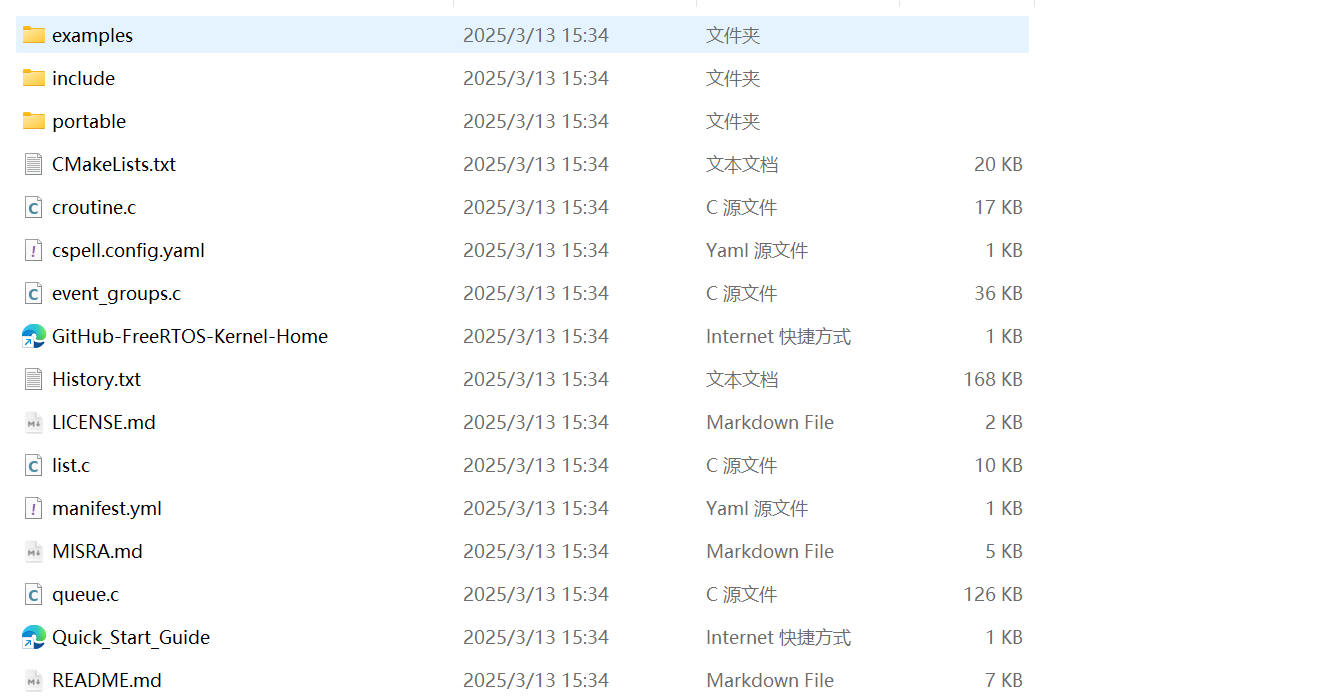 examples 2025/3/13 15:34 文件夹
include 2025/3/13 15:34 文件夹
portable 2025/3/13 15:34 文件夹
CMakeLists.txt 2025/3/13 15:34 文本文档 20 KB
croutine.c 2025/3/13 15:34 C 源文件 17 KB
cspell.config.yaml 2025/3/13 15:34 Yaml 源文件 1 KB
event_groups.c 2025/3/13 15:34 C 源文件 36 KB
GitHub-FreeRTOS-Kernel-Home 2025/3/13 15:34 Internet 快捷方式 1 KB
History.txt 2025/3/13 15:34 文本文档 168 KB
LICENSE.md 2025/3/13 15:34 Markdown File 2 KB
list.c 2025/3/13 15:34 C 源文件 10 KB
manifest.yml 2025/3/13 15:34 Yaml 源文件 1 KB
MISRA.md 2025/3/13 15:34 Markdown File 5 KB
queue.c 2025/3/13 15:34 C 源文件 126 KB
Quick_Start_Guide 2025/3/13 15:34 Internet 快捷方式 1 KB
README.md 2025/3/13 15:34 Markdown File 7 KB